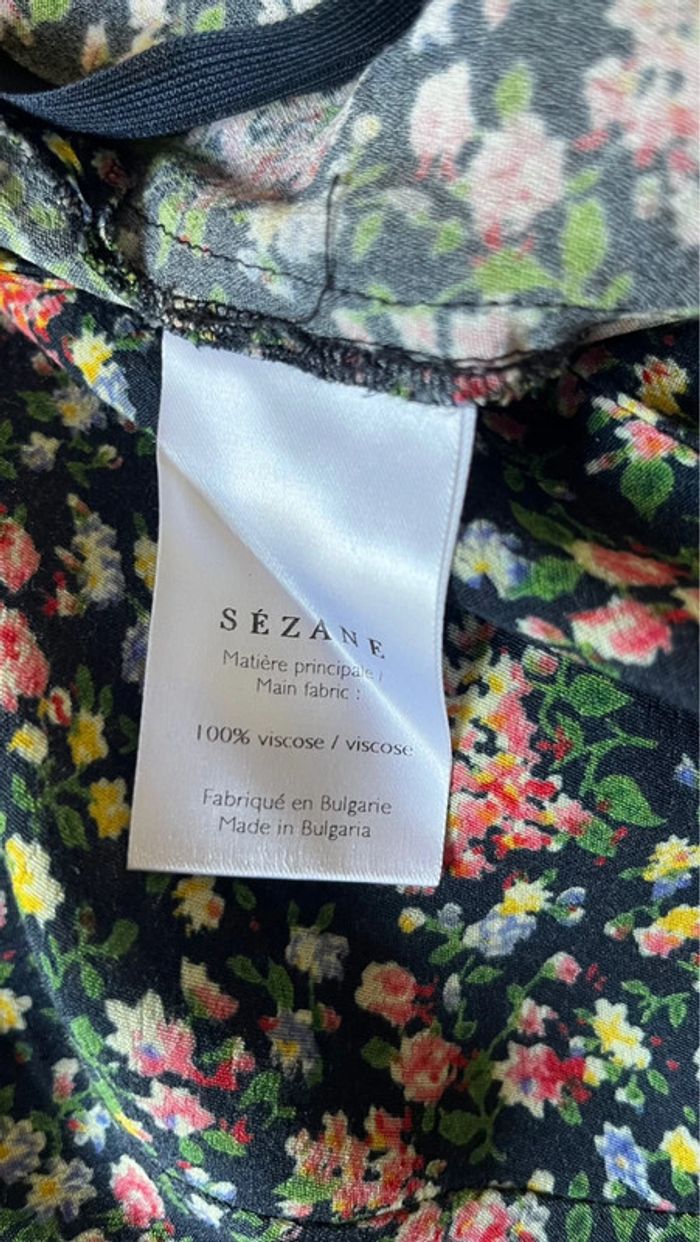 SÉZANE
Matière principale /
Main fabric :
100% viscose / viscose
Fabriqué en Bulgarie
Made in Bulgaria